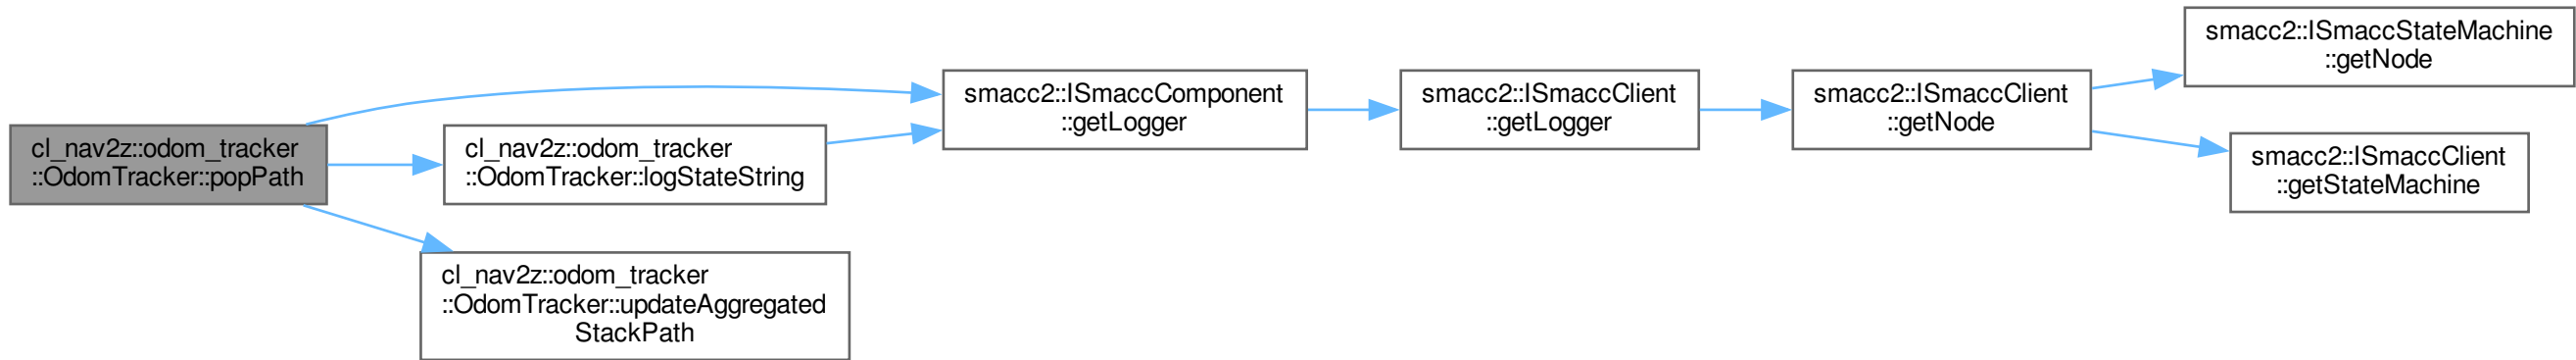 cl_nav2z::odom_tracker
::OdomTracker::popPath
cl_nav2z::odom_tracker
::OdomTracker::logStateString
cl_nav2z::odom_tracker
::OdomTracker::updateAggregated
StackPath
smacc2::ISmaccComponent
::getLogger
smacc2::ISmaccClient
::getLogger
smacc2::ISmaccClient
::getNode
smacc2::ISmaccStateMachine
::getNode
smacc2::ISmaccClient
::getStateMachine